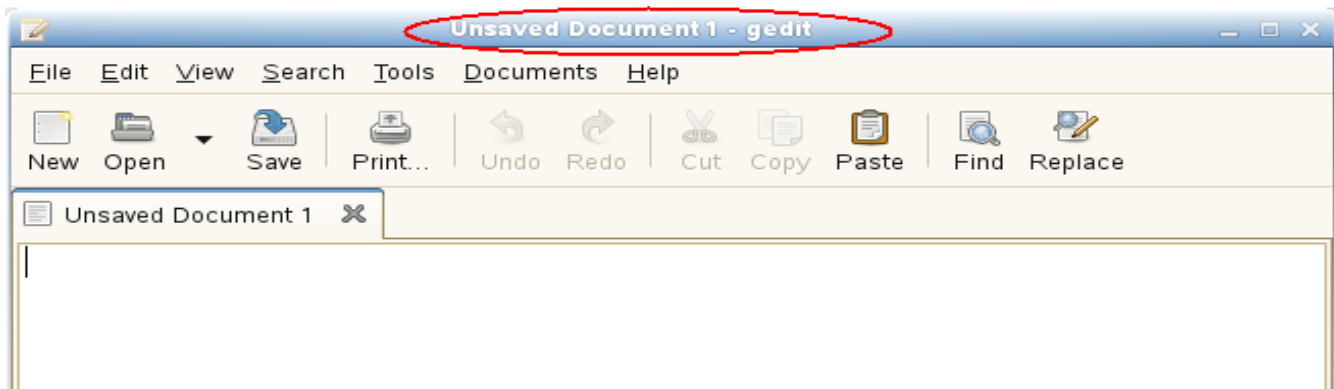 Unsaved Document 1 - gedit
File Edit View Search Tools Documents Help
New Open Save Print... Undo Redo Cut Copy Paste Find Replace
Unsaved Document 1